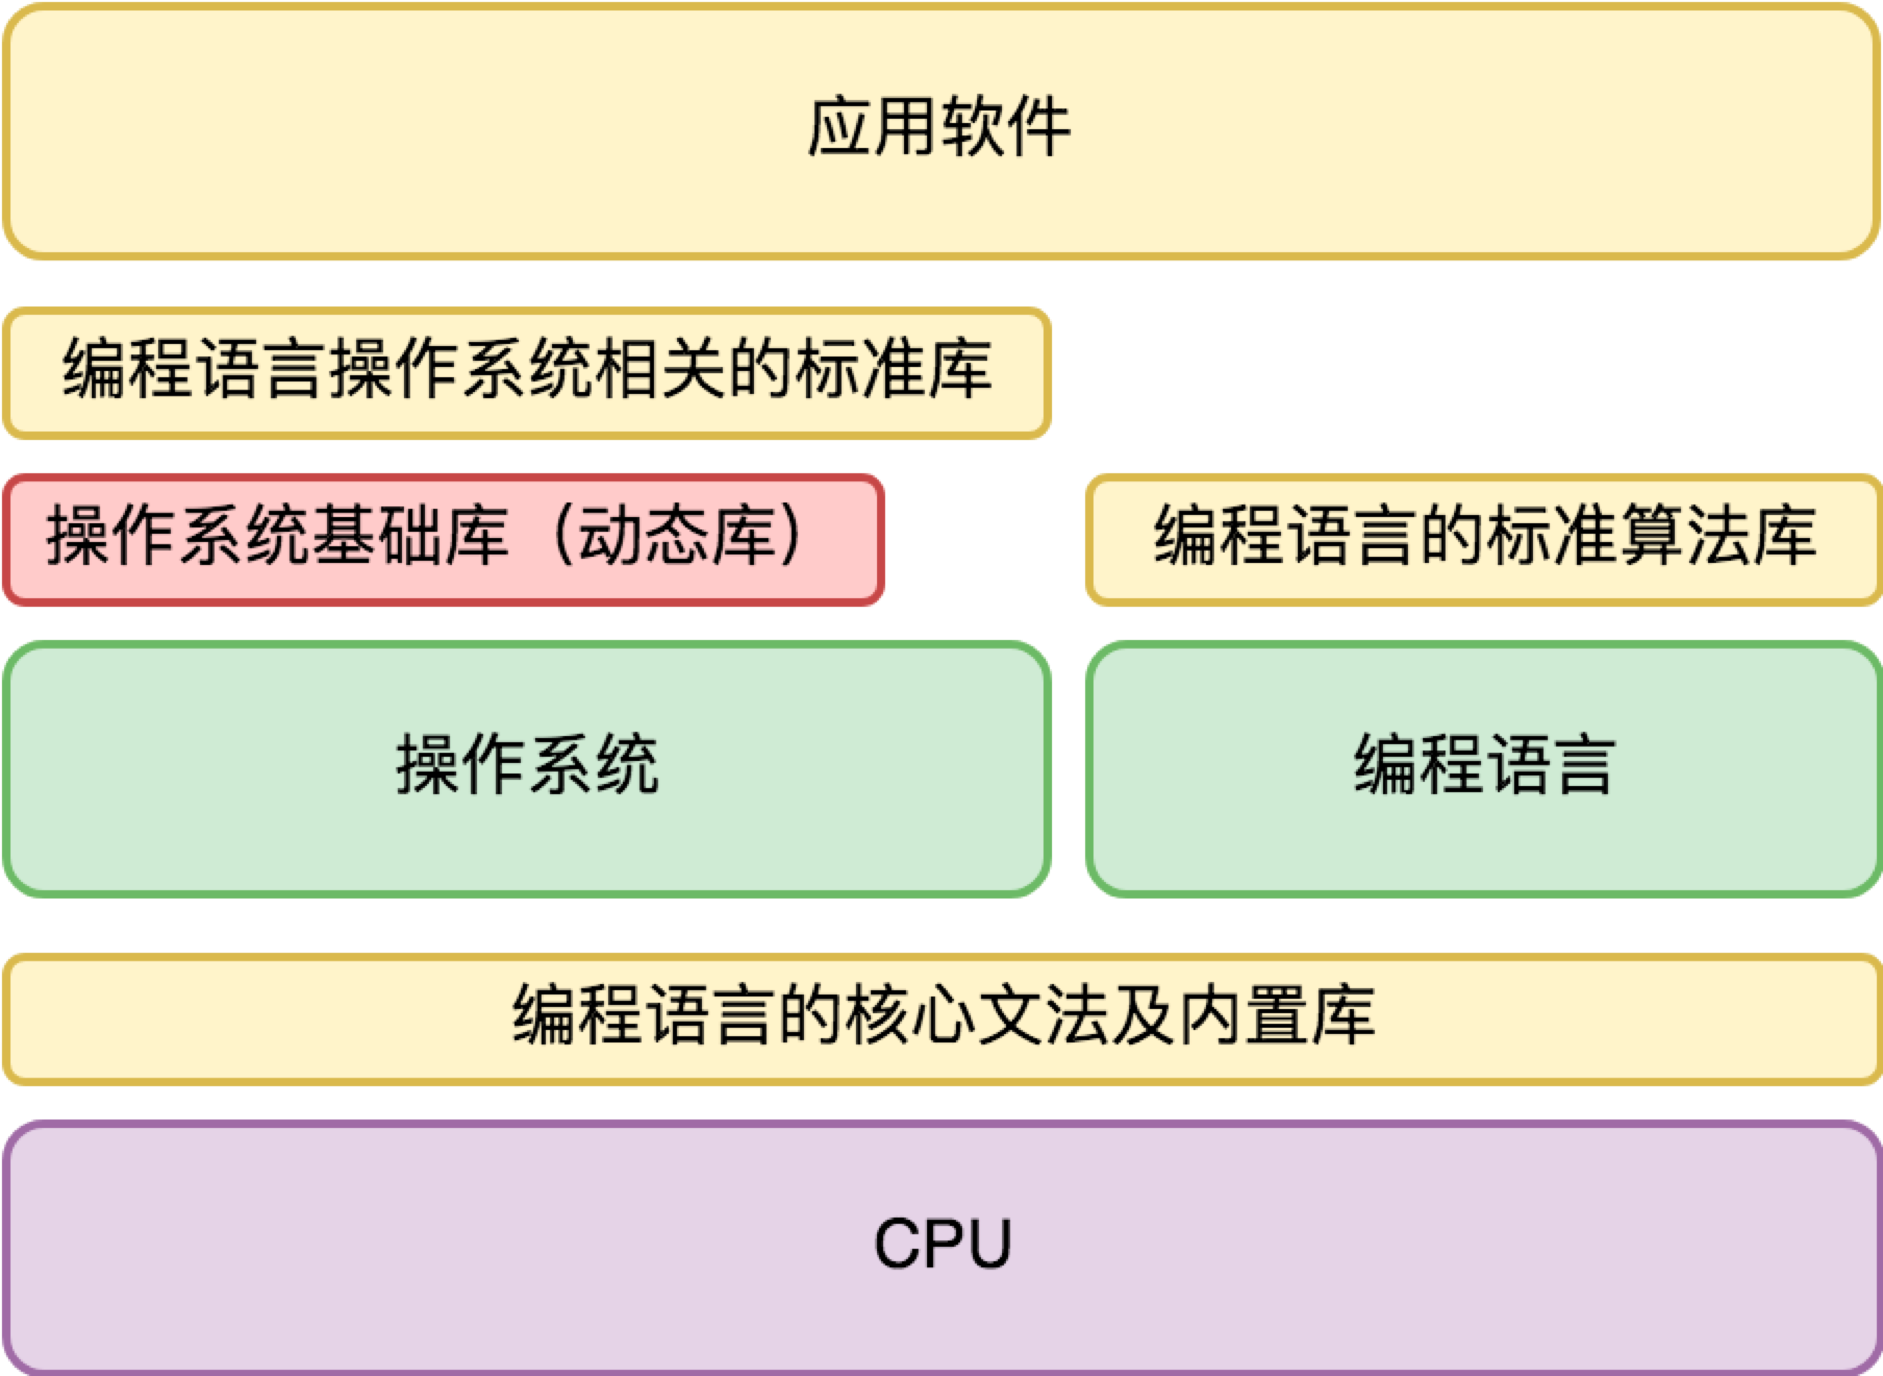 应用软件
编程语言操作系统相关的标准库
操作系统基础库（动态库）
编程语言的标准算法库
操作系统
编程语言
编程语言的核心文法及内置库
CPU